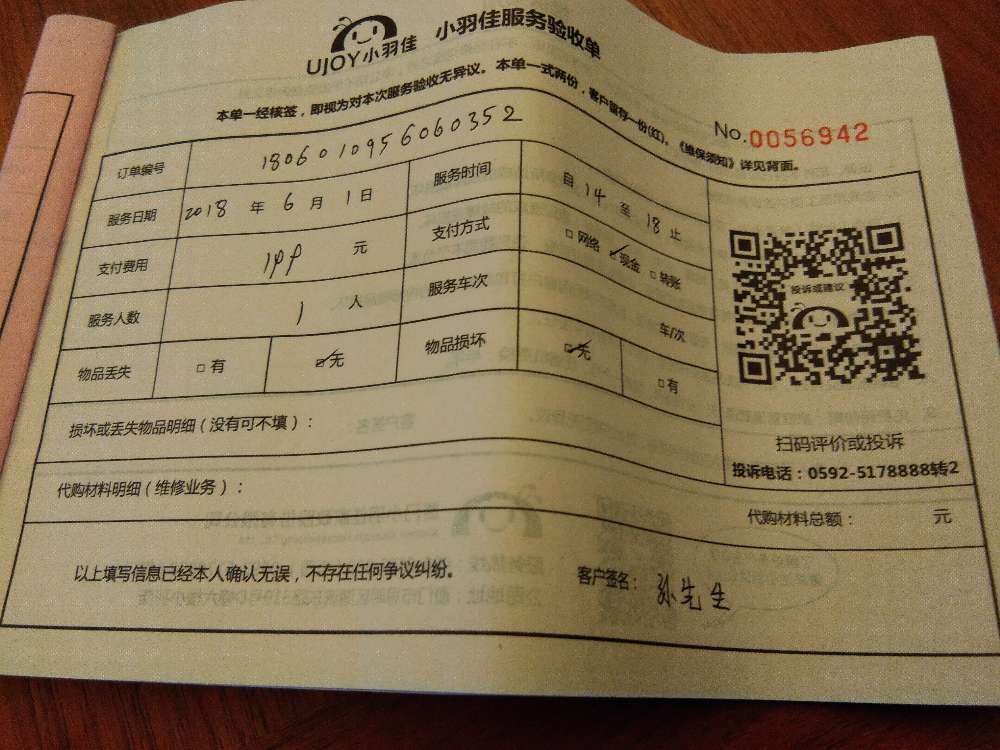 UJOY小羽佳 小羽佳服务验收单
本单一经核签，即视为对本次服务验收无异议。本单一式两份，客户留存一份(红)。《维保须知》详见背面。
No.0056942
订单编号 1806010956060352
服务日期 2018 年 6 月 1 日 服务时间 自 14 至 18 止
支付费用 199 元 支付方式 □网络 ☑现金 □转账
服务人数 1 人 服务车次 车/次
物品丢失 □有 ☑无 物品损坏 ☑无 □有
投诉或建议
扫码评价或投诉
投诉电话：0592-5178888转2
损坏或丢失物品明细（没有可不填）：
代购材料明细（维修业务）：
代购材料总额： 元
以上填写信息已经本人确认无误，不存在任何争议纠纷。
客户签名： 孙先生